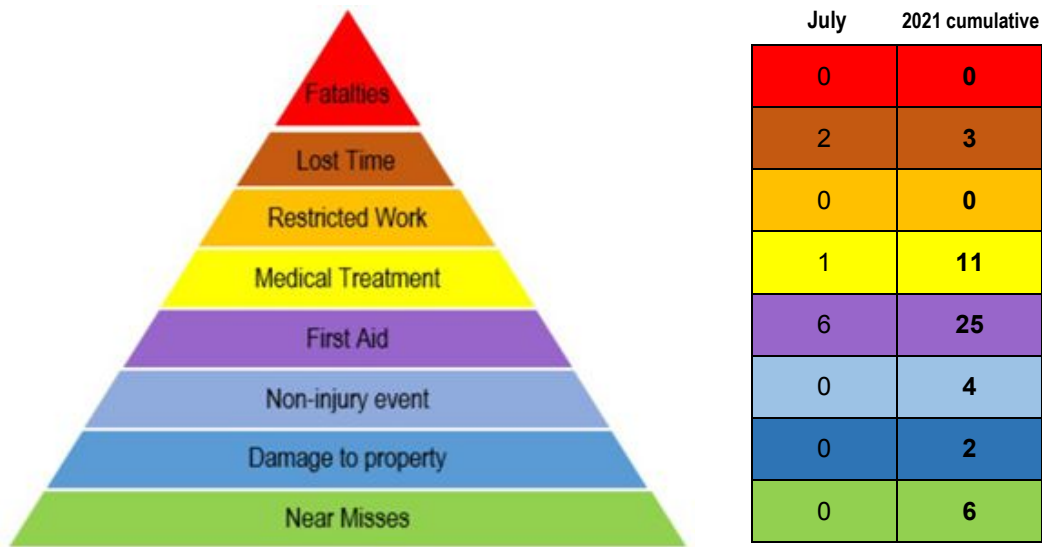 July 2021 cumulative
Fatalties 0 0
Lost Time 2 3
Restricted Work 0 0
Medical Treatment 1 11
First Aid 6 25
Non-injury event 0 4
Damage to property 0 2
Near Misses 0 6